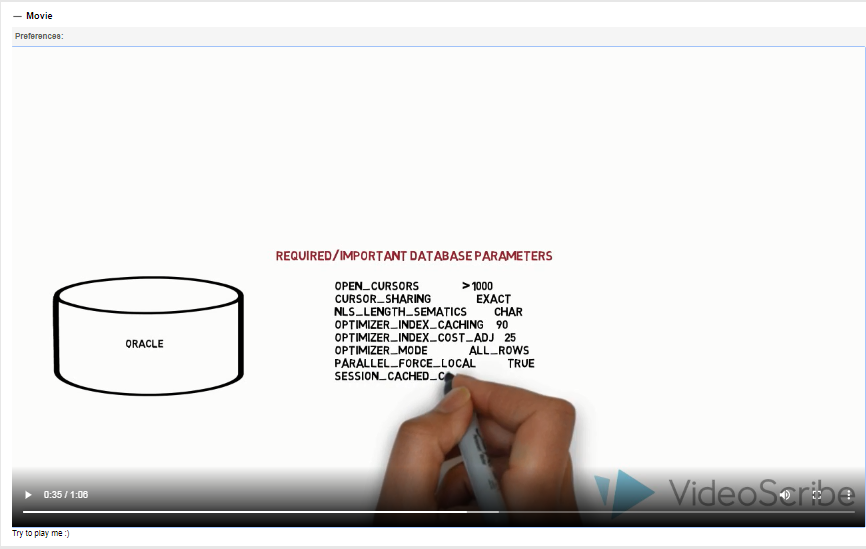 — Movie
Preferences:
REQUIRED/IMPORTANT DATABASE PARAMETERS
OPEN_CURSORS >1000
CURSOR_SHARING EXACT
NLS_LENGTH_SEMATICS CHAR
OPTIMIZER_INDEX_CACHING 90
OPTIMIZER_INDEX_COST_ADJ 25
OPTIMIZER_MODE ALL_ROWS
PARALLEL_FORCE_LOCAL TRUE
SESSION_CACHED_C
ORACLE
0:35 / 1:06
VideoScribe
Try to play me :)